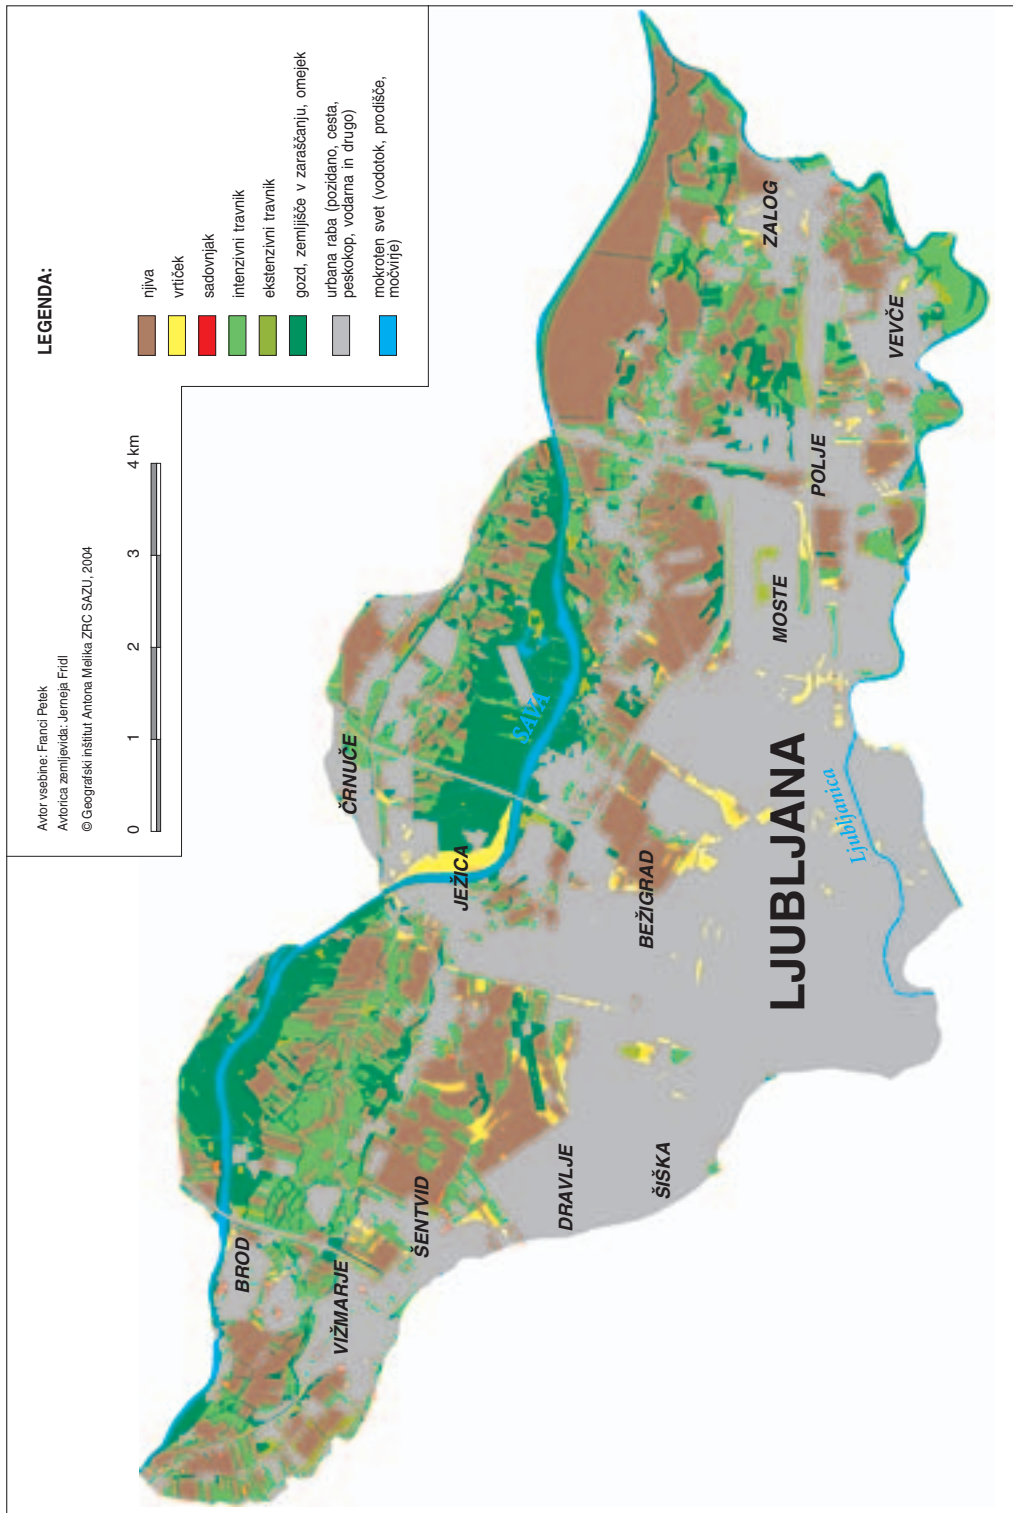 LEGENDA:
njiva
vrtiček
sadovnjak
intenzivni travnik
ekstenzivni travnik
gozd, zemljišče v zaraščanju, omejek
urbana raba (pozidano, cesta,
peskokop, vodarna in drugo)
mokroten svet (vodotok, prodišče,
močvirje)
Avtor vsebine: Franci Petek
Avtorica zemljevida: Jerneja Fridl
© Geografski inštitut Antona Melika ZRC SAZU, 2004
0 1 2 3 4 km
BROD
VIŽMARJE
ŠENTVID
DRAVLJE
ŠIŠKA
ČRNUČE
JEŽICA
SAVA
BEŽIGRAD
LJUBLJANA
Ljubljanica
MOSTE
POLJE
ZALOG
VEVČE